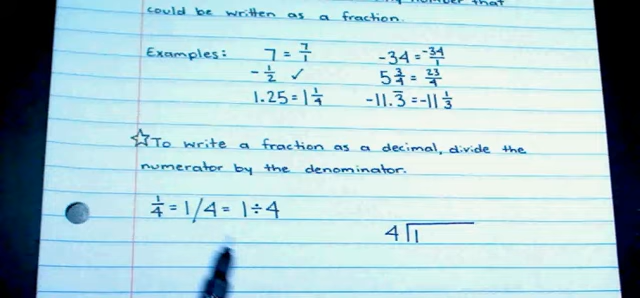 number that
could be written as a fraction.
Examples: 7 = 7/1 -34 = -34/1
- 1/2 ✓ 5 3/4 = 23/4
1.25 = 1 1/4 -11.3̅ = -11 1/3
☆To write a fraction as a decimal, divide the
numerator by the denominator.
1/4 = 1/4 = 1÷4
4⟌1